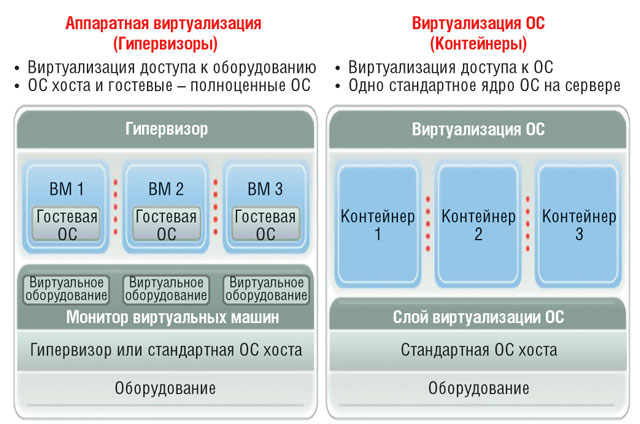 Аппаратная виртуализация
(Гипервизоры)
• Виртуализация доступа к оборудованию
• ОС хоста и гостевые – полноценные ОС
Гипервизор
ВМ 1
Гостевая
ОС
ВМ 2
Гостевая
ОС
ВМ 3
Гостевая
ОС
Виртуальное
оборудование
Виртуальное
оборудование
Виртуальное
оборудование
Монитор виртуальных машин
Гипервизор или стандартная ОС хоста
Оборудование
Виртуализация ОС
(Контейнеры)
• Виртуализация доступа к ОС
• Одно стандартное ядро ОС на сервере
Виртуализация ОС
Контейнер
1
Контейнер
2
Контейнер
3
Слой виртуализации ОС
Стандартная ОС хоста
Оборудование